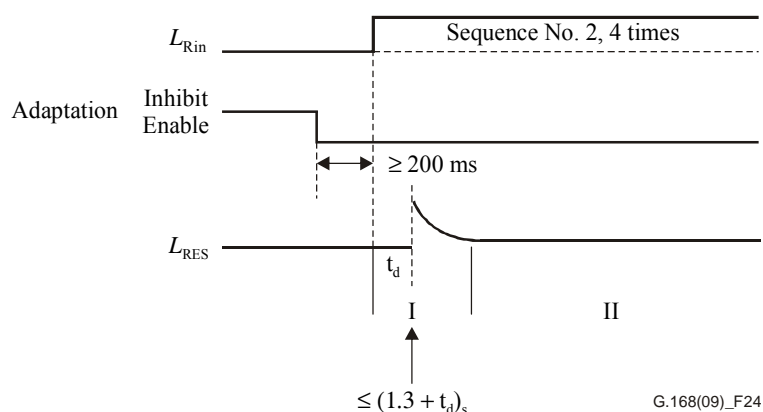 L_Rin
Sequence No. 2, 4 times
Adaptation Inhibit
Enable
≥ 200 ms
L_RES
t_d
I II
≤ (1.3 + t_d)_s
G.168(09)_F24